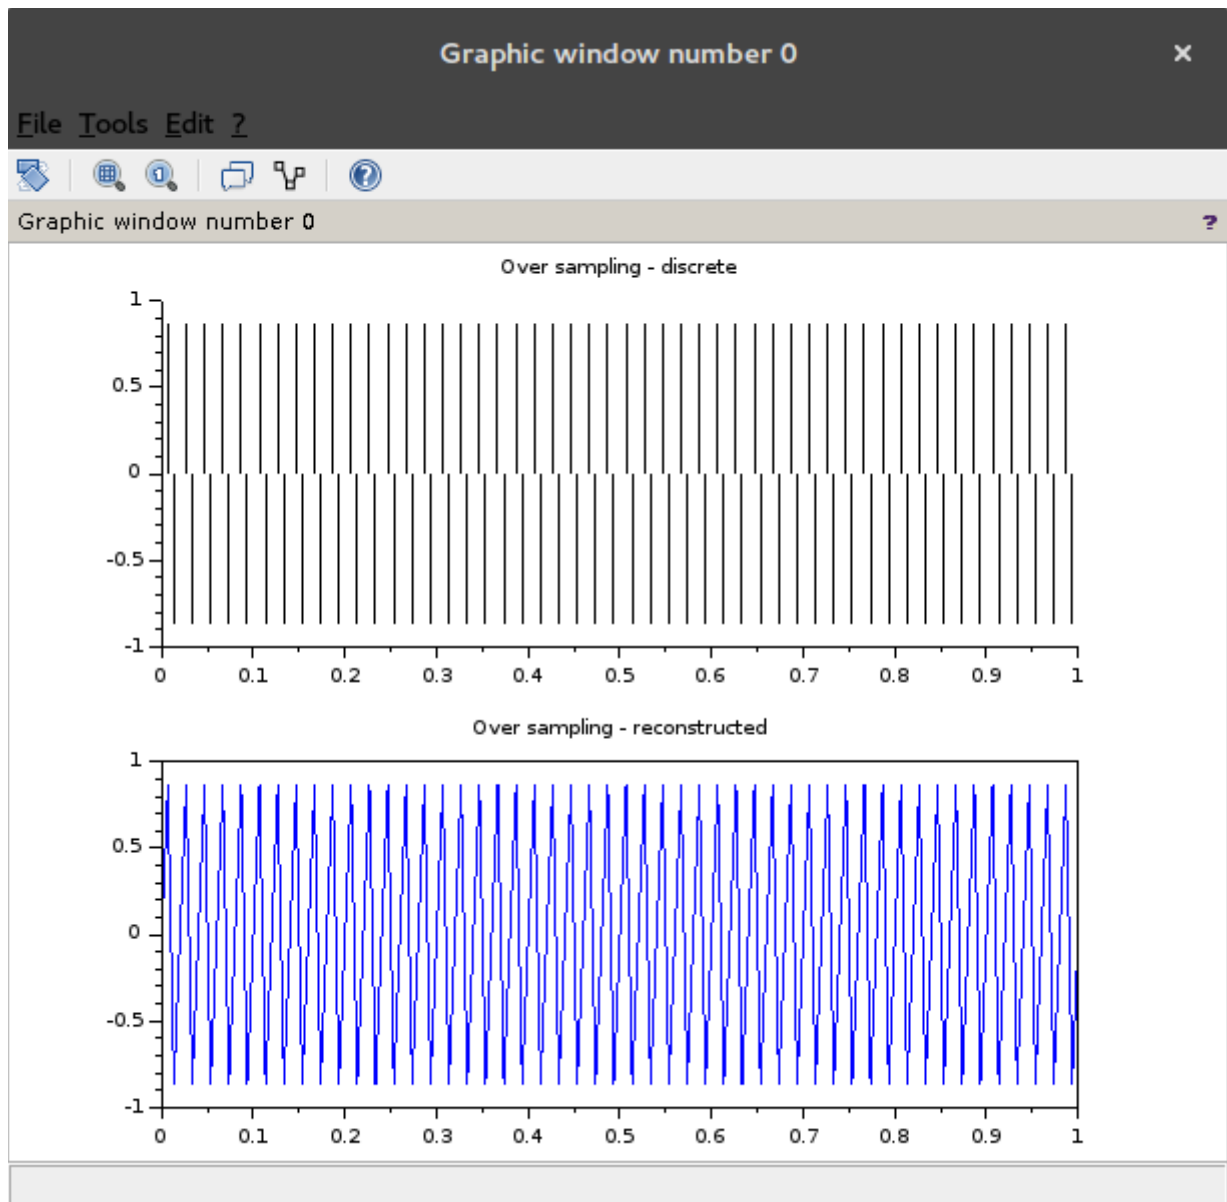 Graphic window number 0
×
File Tools Edit ?
1
?
Graphic window number 0
?
Over sampling - discrete
1
0.5
0
-0.5
-1
0 0.1 0.2 0.3 0.4 0.5 0.6 0.7 0.8 0.9 1
Over sampling - reconstructed
1
0.5
0
-0.5
-1
0 0.1 0.2 0.3 0.4 0.5 0.6 0.7 0.8 0.9 1